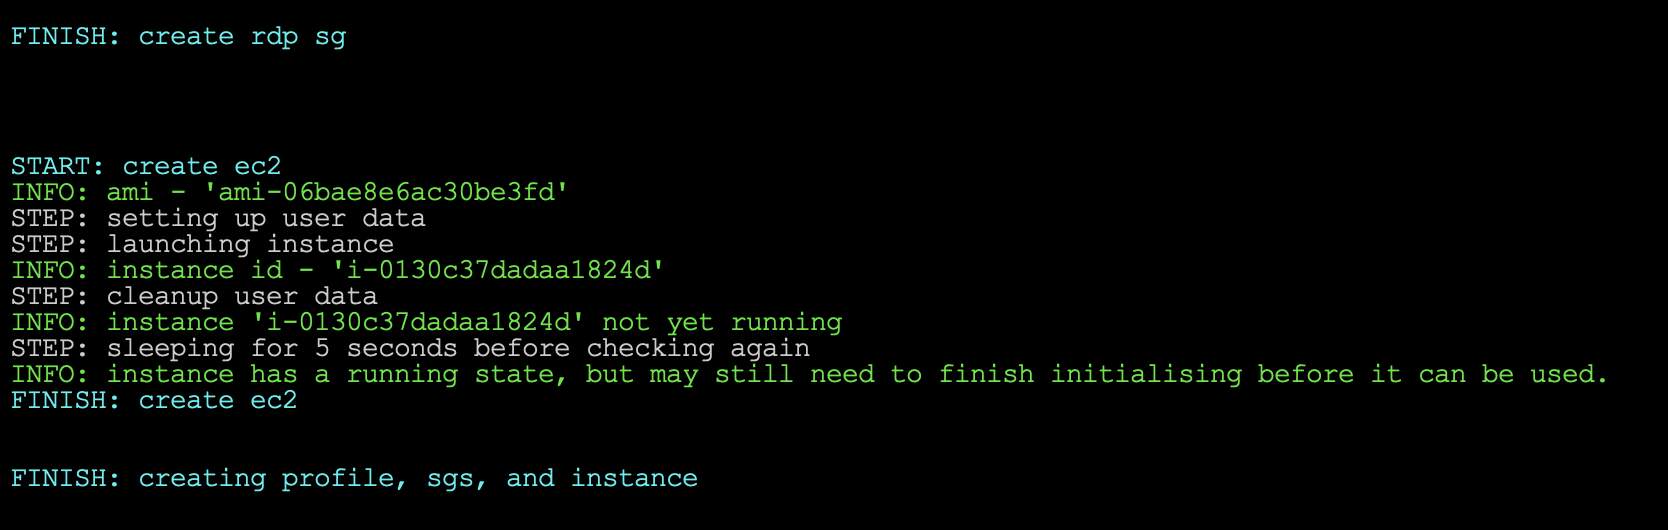 FINISH: create rdp sg
START: create ec2
INFO: ami - 'ami-06bae8e6ac30be3fd'
STEP: setting up user data
STEP: launching instance
INFO: instance id - 'i-0130c37dadaa1824d'
STEP: cleanup user data
INFO: instance 'i-0130c37dadaa1824d' not yet running
STEP: sleeping for 5 seconds before checking again
INFO: instance has a running state, but may still need to finish initialising before it can be used.
FINISH: create ec2
FINISH: creating profile, sgs, and instance